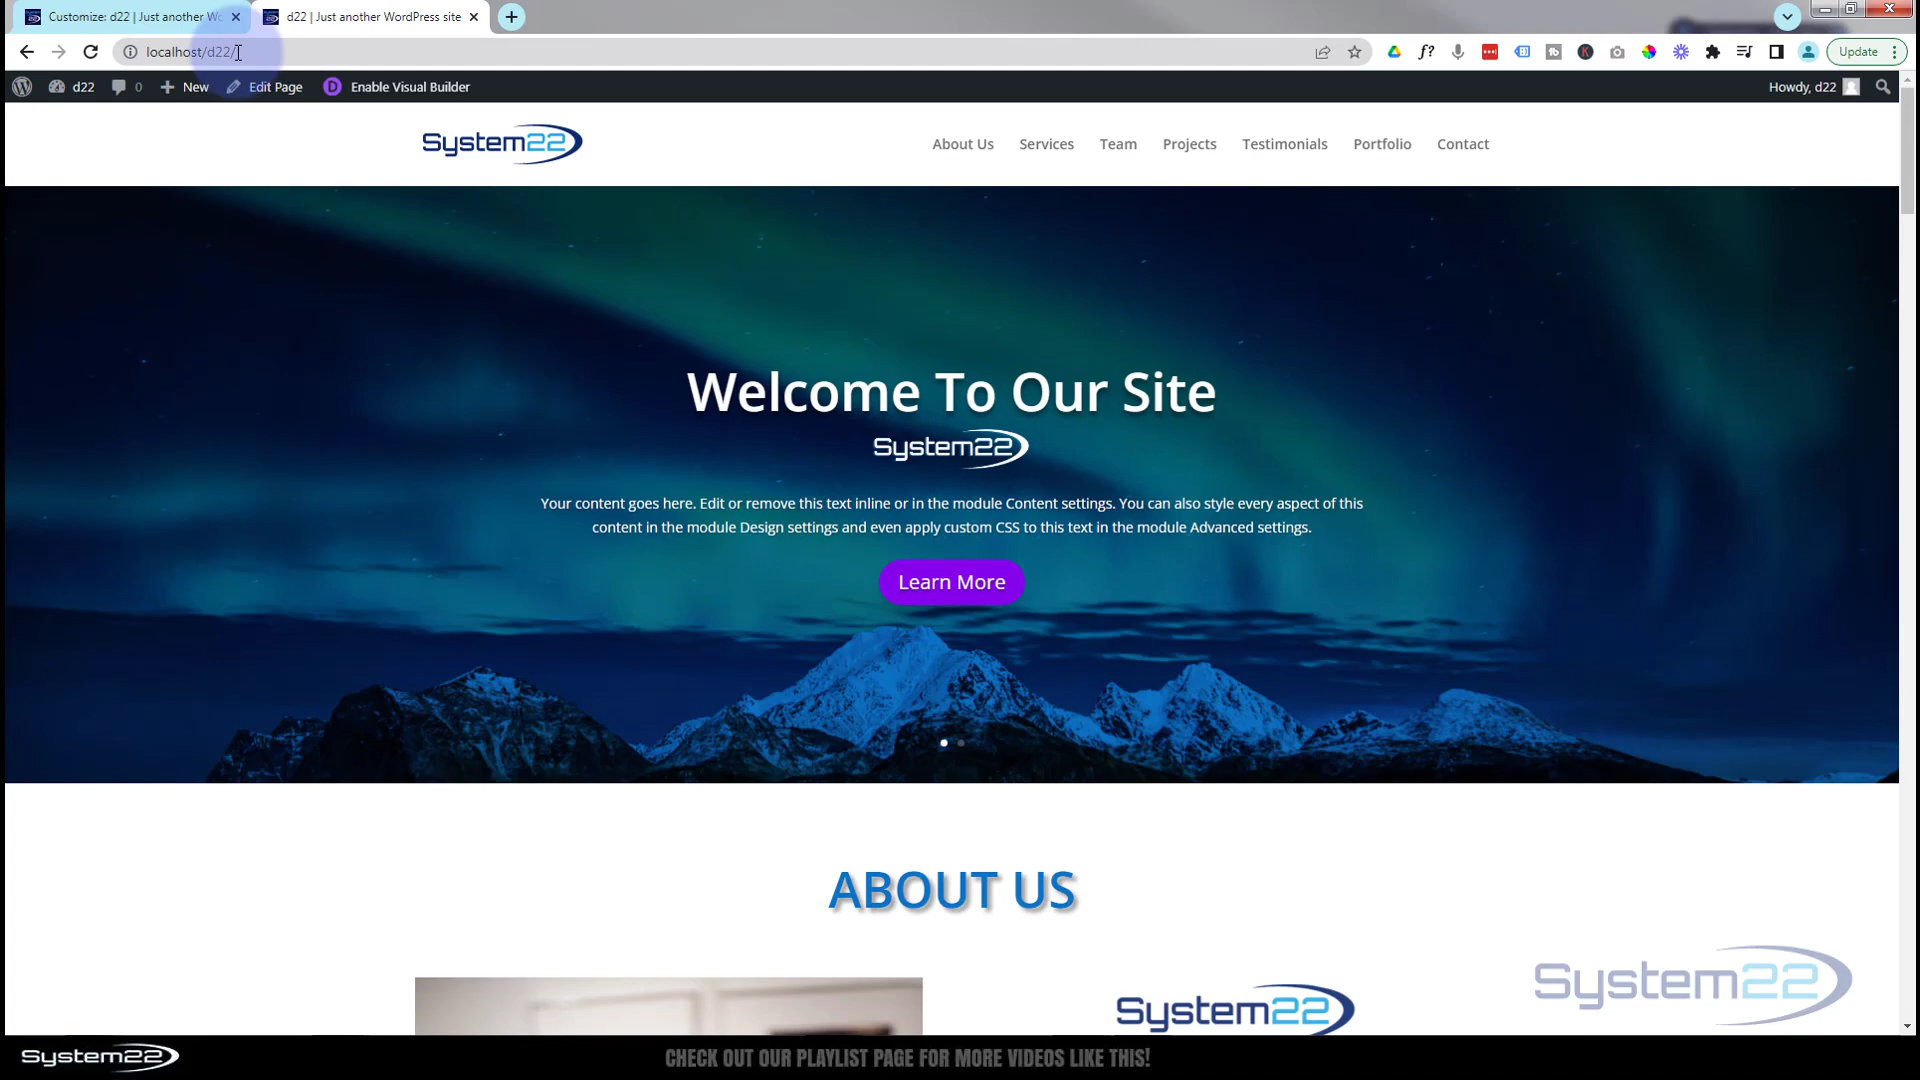 Customize: d22 | Just another Wo
d22 | Just another WordPress site
localhost/d22/
Update
d22
0
New
Edit Page
Enable Visual Builder
Howdy, d22
System22
About Us
Services
Team
Projects
Testimonials
Portfolio
Contact
Welcome To Our Site
System22
Your content goes here. Edit or remove this text inline or in the module Content settings. You can also style every aspect of this
content in the module Design settings and even apply custom CSS to this text in the module Advanced settings.
Learn More
ABOUT US
System22
System22
System22
CHECK OUT OUR PLAYLIST PAGE FOR MORE VIDEOS LIKE THIS!